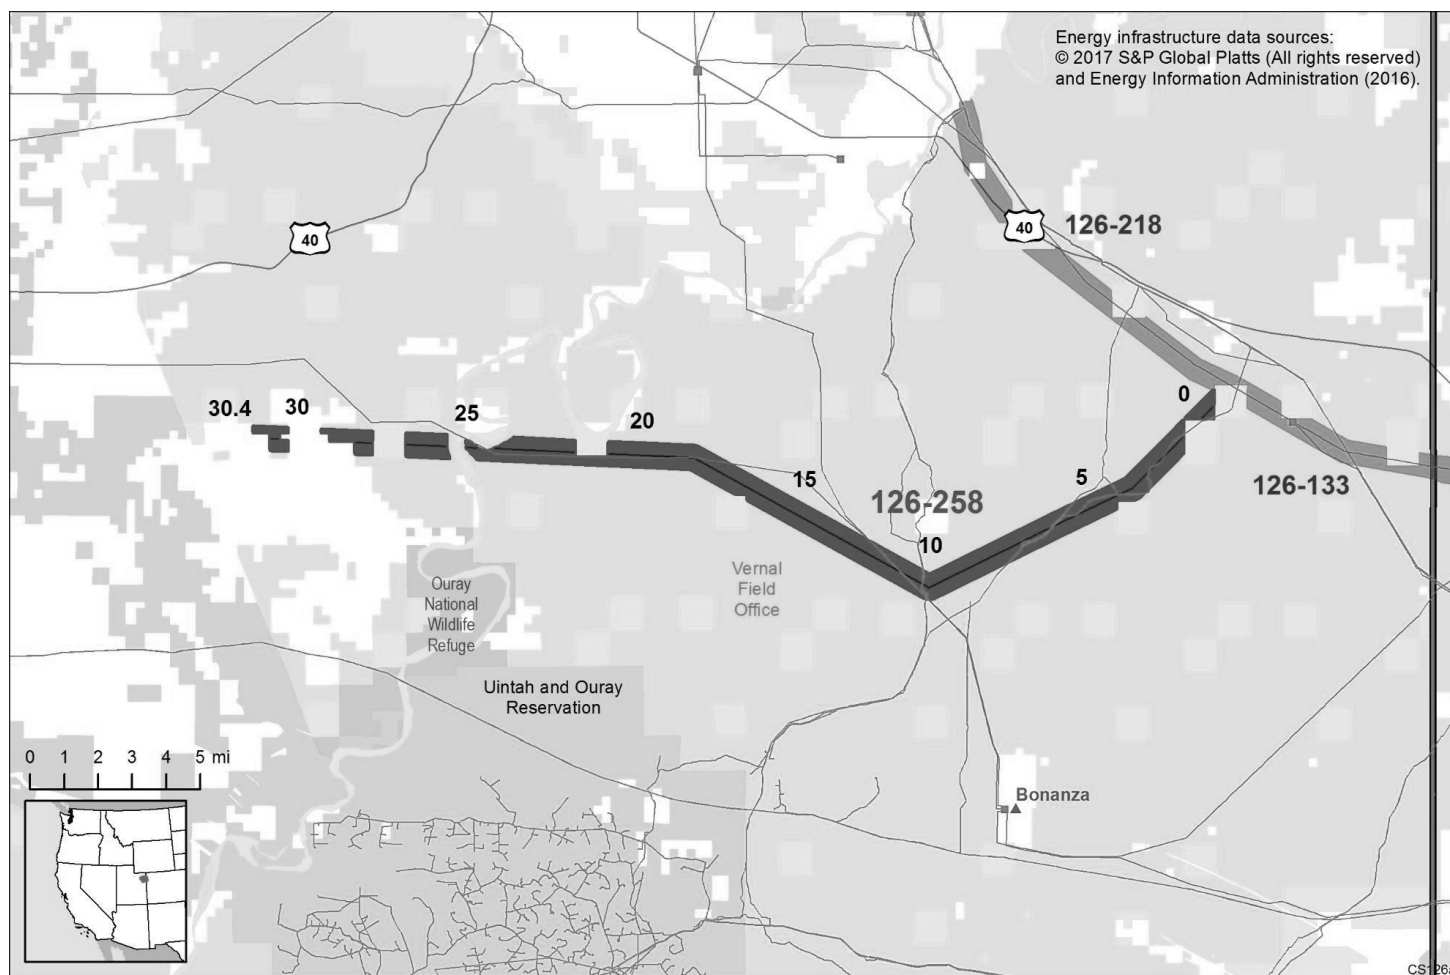 Energy infrastructure data sources:
© 2017 S&P Global Platts (All rights reserved)
and Energy Information Administration (2016).
40
40
126-218
0
30.4
30
25
20
15
5
126-133
126-258
10
Vernal
Field
Office
Ouray
National
Wildlife
Refuge
Uintah and Ouray
Reservation
0 1 2 3 4 5 mi
Bonanza